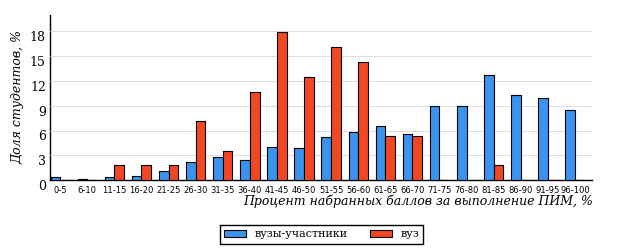 Доля студентов, %
18
15
12
9
6
3
0
0-5 6-10 11-15 16-20 21-25 26-30 31-35 36-40 41-45 46-50 51-55 56-60 61-65 66-70 71-75 76-80 81-85 86-90 91-95 96-100
Процент набранных баллов за выполнение ПИМ, %
вузы-участники вуз